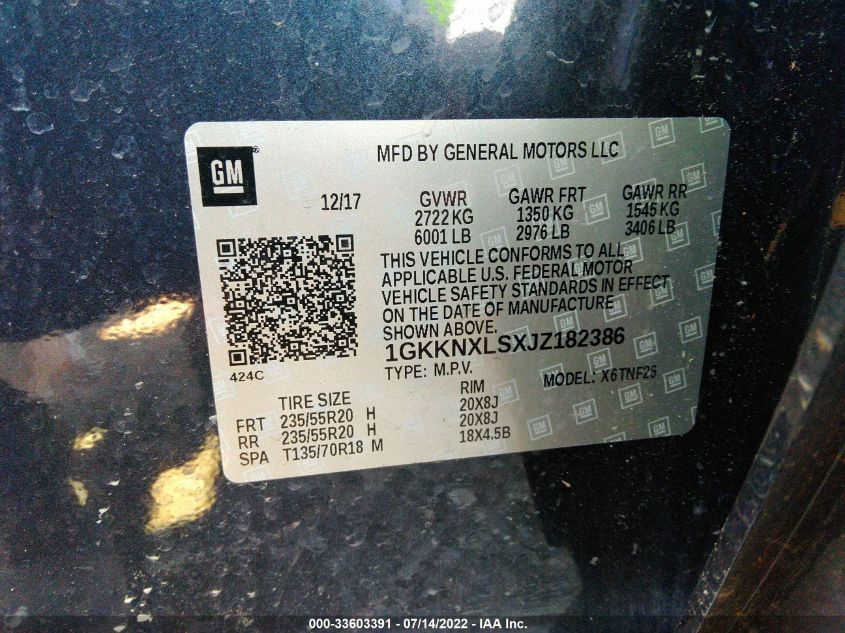 GM
MFD BY GENERAL MOTORS LLC
12/17
GVWR GAWR FRT GAWR RR
2722 KG 1350 KG 1545 KG
6001 LB 2976 LB 3406 LB
THIS VEHICLE CONFORMS TO ALL
APPLICABLE U.S. FEDERAL MOTOR
VEHICLE SAFETY STANDARDS IN EFFECT
ON THE DATE OF MANUFACTURE
SHOWN ABOVE.
1GKKNXLSXJZ182386
424C
TYPE: M.P.V. MODEL: X6TNF26
TIRE SIZE RIM
FRT 235/55R20 H 20X8J
RR 235/55R20 H 20X8J
SPA T135/70R18 M 18X4.5B
000-33603391 - 07/14/2022 - IAA Inc.